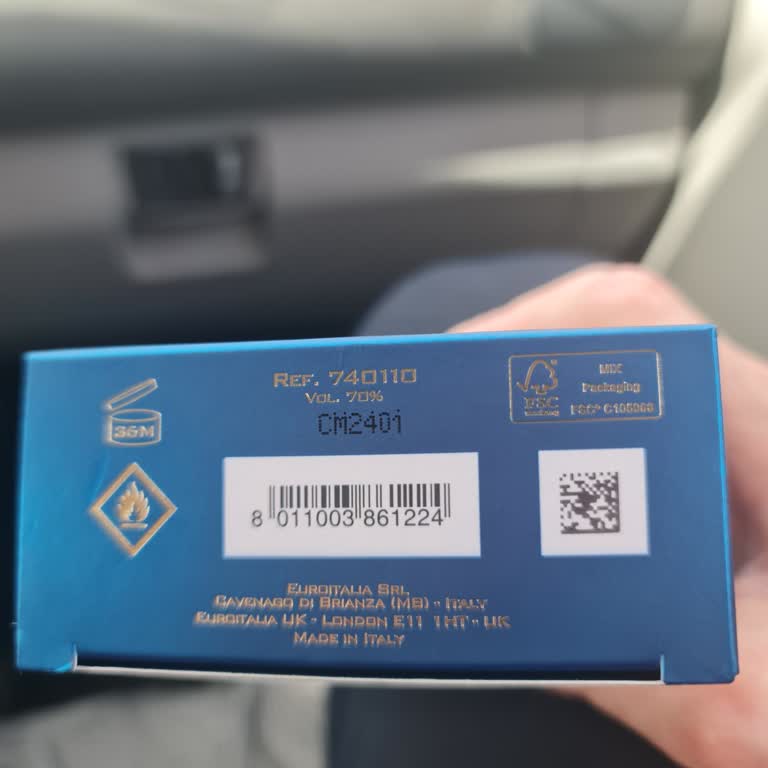 REF. 740110
VOL. 70%
CM2401
36M
FSC
MIX
Packaging
FSC® C105088
8 011003 861224
EUROITALIA SRL
CAVENAGO DI BRIANZA (MB) - ITALY
EUROITALIA UK - LONDON E11 1HT - UK
MADE IN ITALY